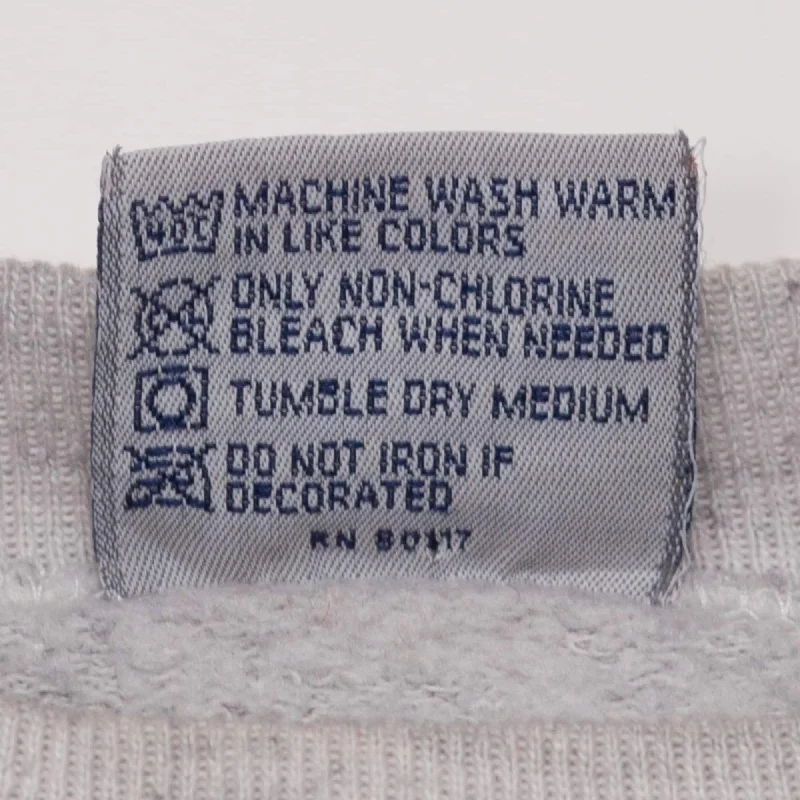 MACHINE WASH WARM
IN LIKE COLORS
ONLY NON-CHLORINE
BLEACH WHEN NEEDED
TUMBLE DRY MEDIUM
DO NOT IRON IF
DECORATED
RN